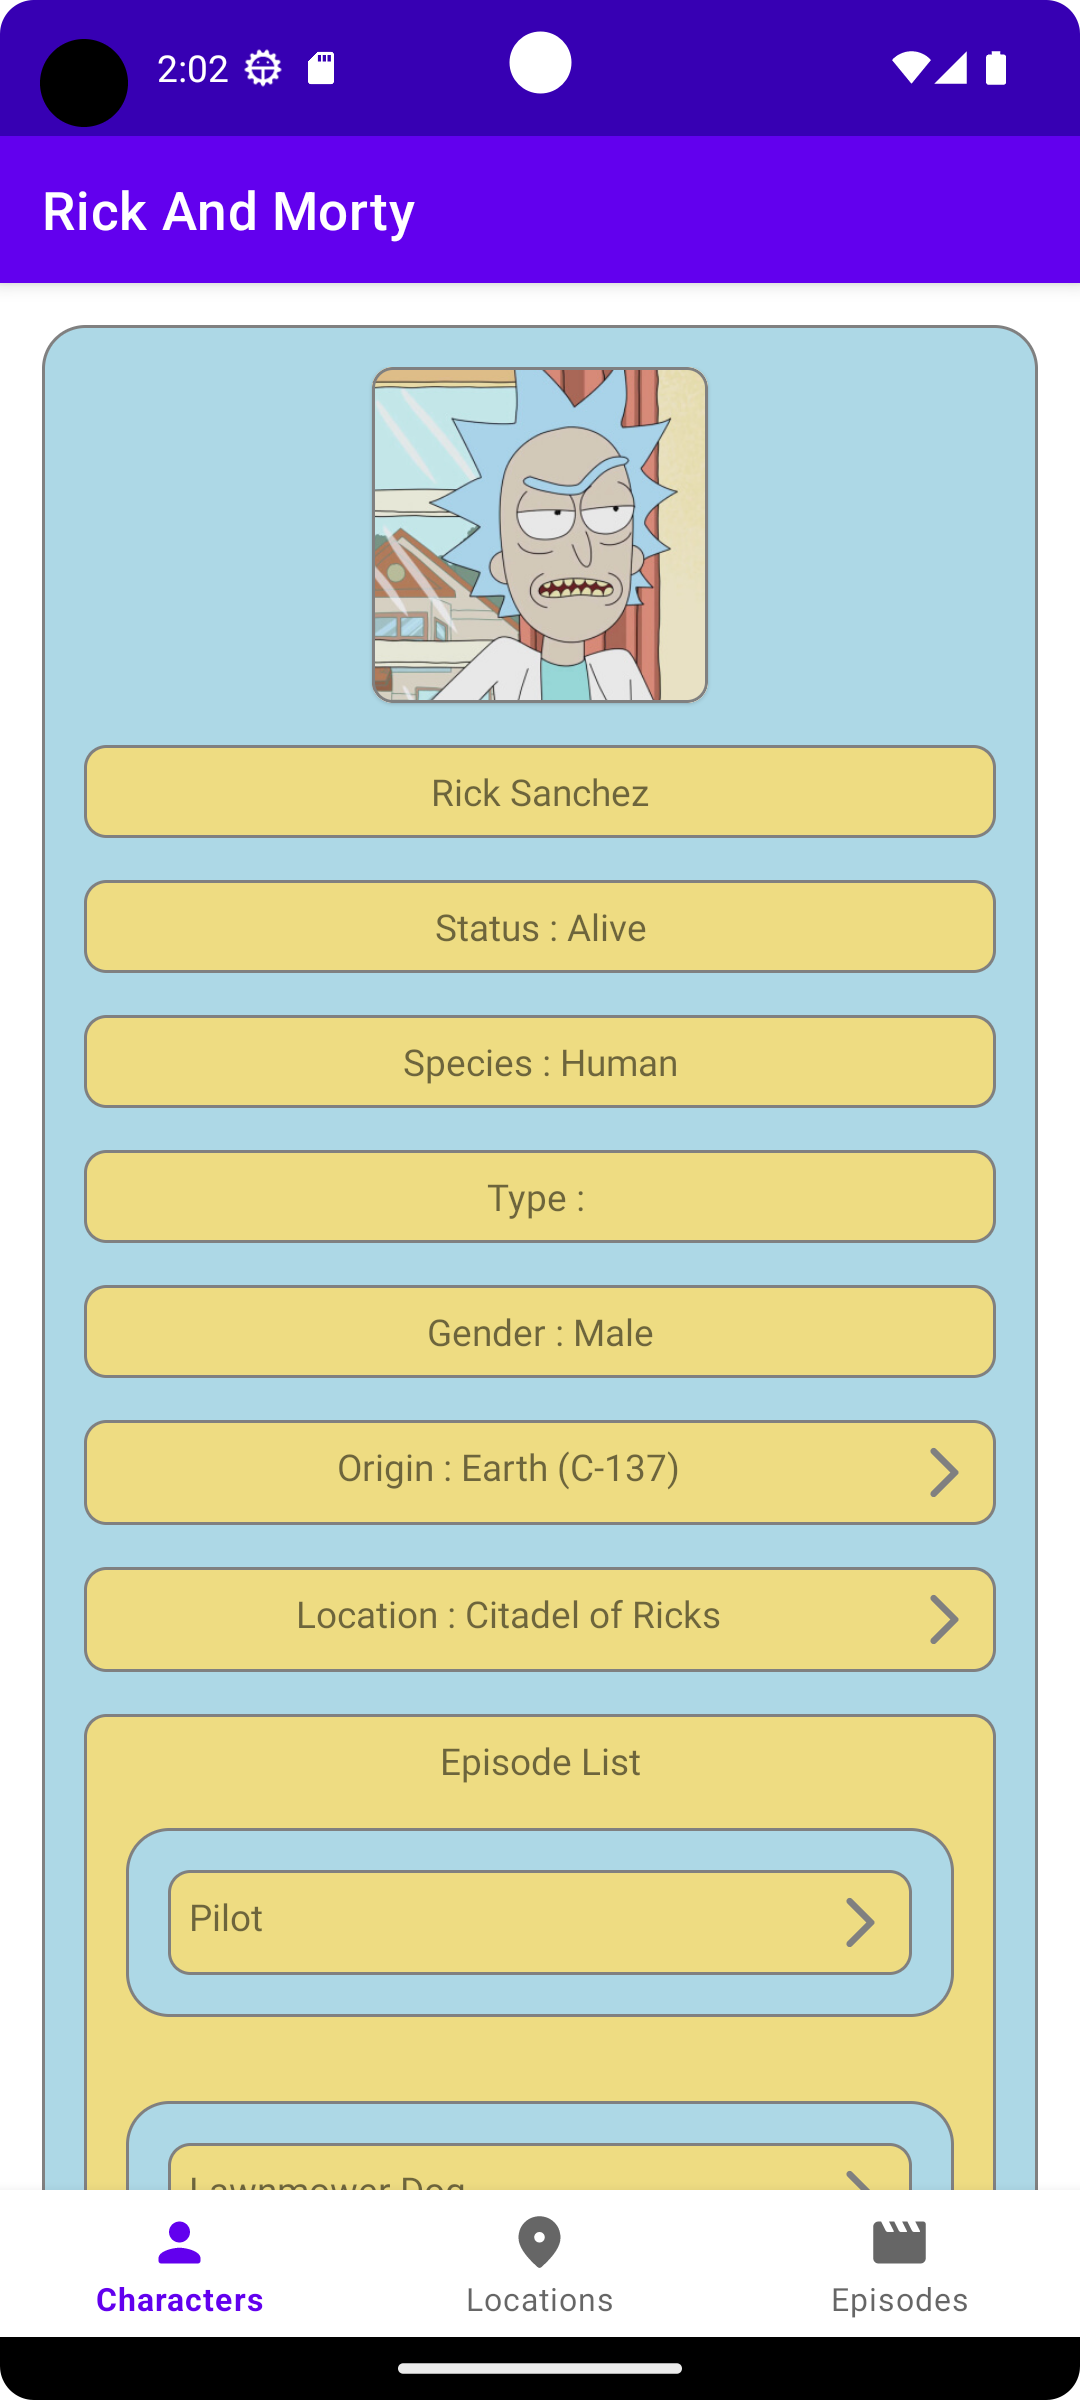 2:02
Rick And Morty
Rick Sanchez
Status : Alive
Species : Human
Type :
Gender : Male
Origin : Earth (C-137)
Location : Citadel of Ricks
Episode List
Pilot
Lawnmower Dog
Characters
Locations
Episodes